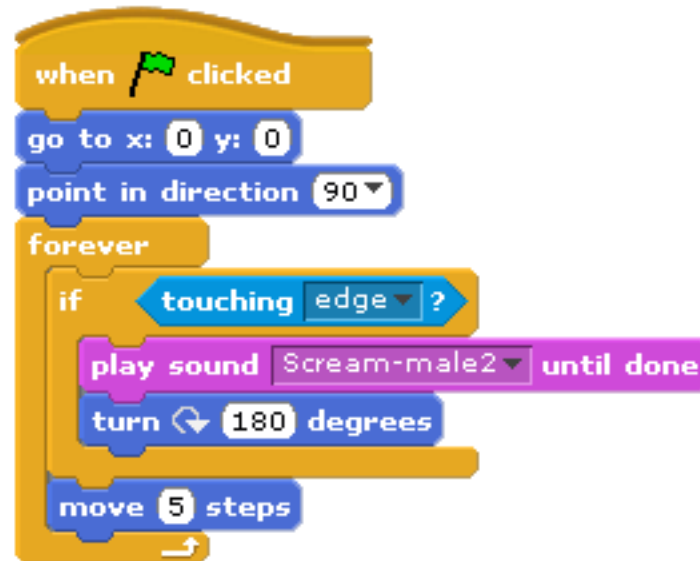 when clicked
go to x: 0 y: 0
point in direction 90
forever
if touching edge ?
play sound Scream-male2 until done
turn 180 degrees
move 5 steps